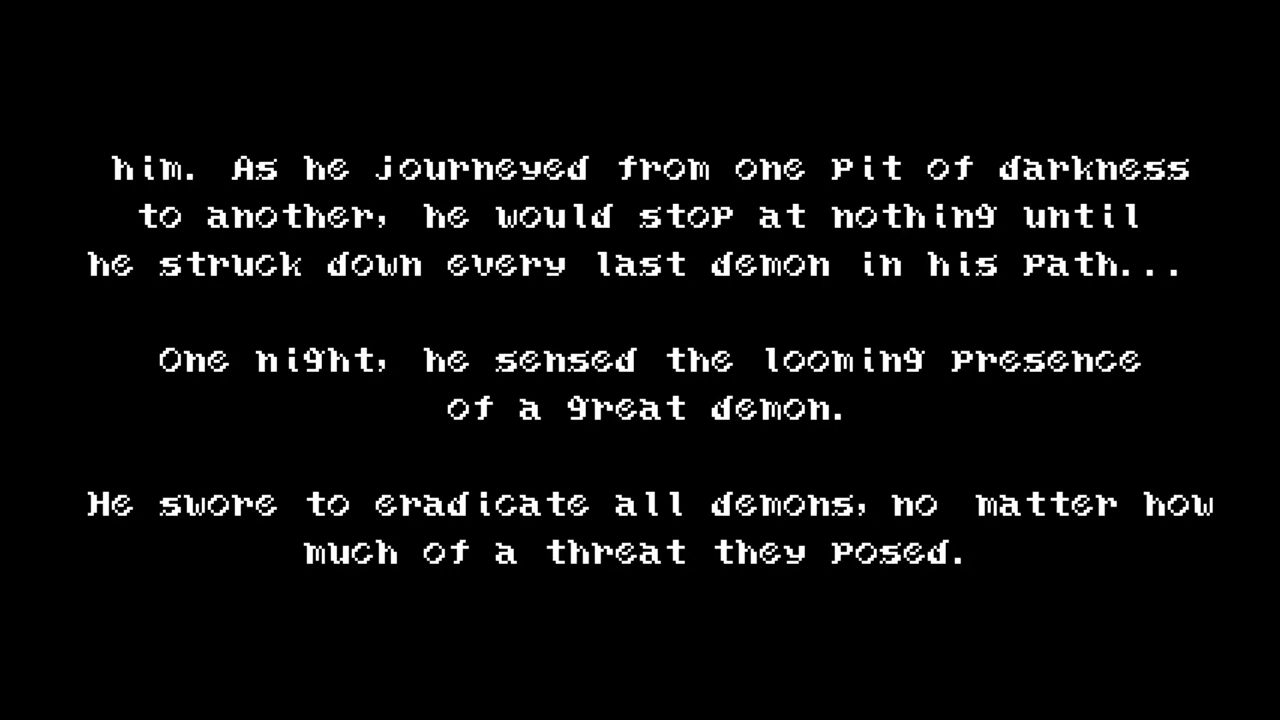 him. As he journeyed from one pit of darkness
to another, he would stop at nothing until
he struck down every last demon in his path...
One night, he sensed the looming presence
of a great demon.
He swore to eradicate all demons, no matter how
much of a threat they posed.